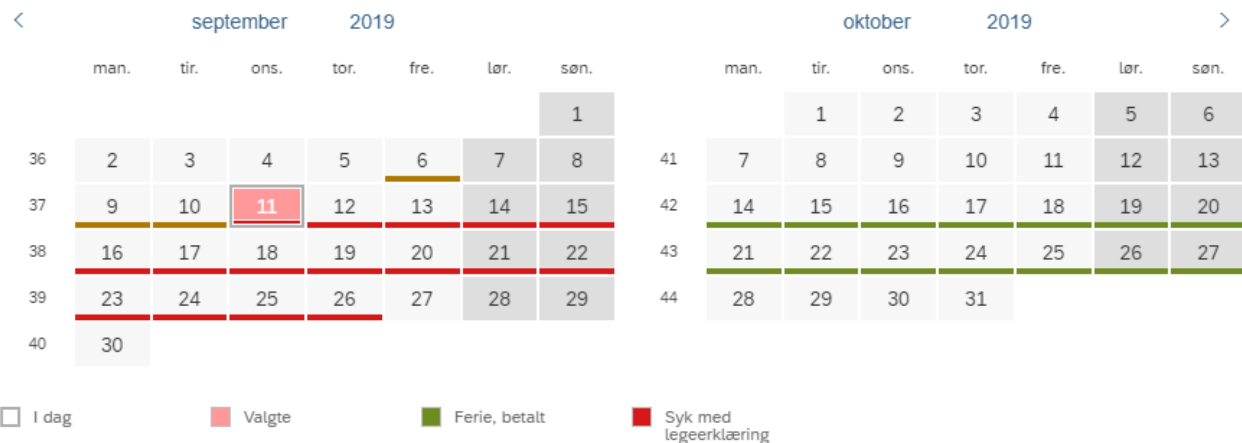 < september 2019
man. tir. ons. tor. fre. lør. søn.
1
36 2 3 4 5 6 7 8
37 9 10 11 12 13 14 15
38 16 17 18 19 20 21 22
39 23 24 25 26 27 28 29
40 30
oktober 2019 >
man. tir. ons. tor. fre. lør. søn.
1 2 3 4 5 6
41 7 8 9 10 11 12 13
42 14 15 16 17 18 19 20
43 21 22 23 24 25 26 27
44 28 29 30 31
I dag
Valgte
Ferie, betalt
Syk med
legeerklæring